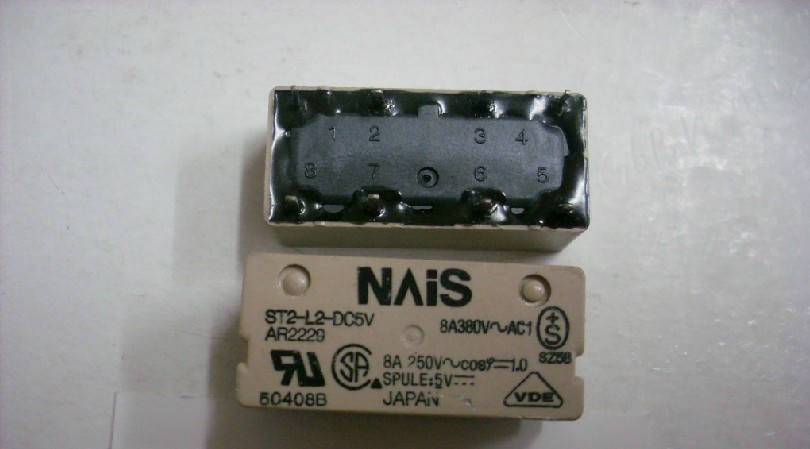 1 2 3 4
8 7 6 5
NAiS
ST2-L2-DC5V
8A380V~AC1
AR2229
SZ58
8A 250V~cosφ=1.0
SPULE:5V
50408B
JAPAN
VDE